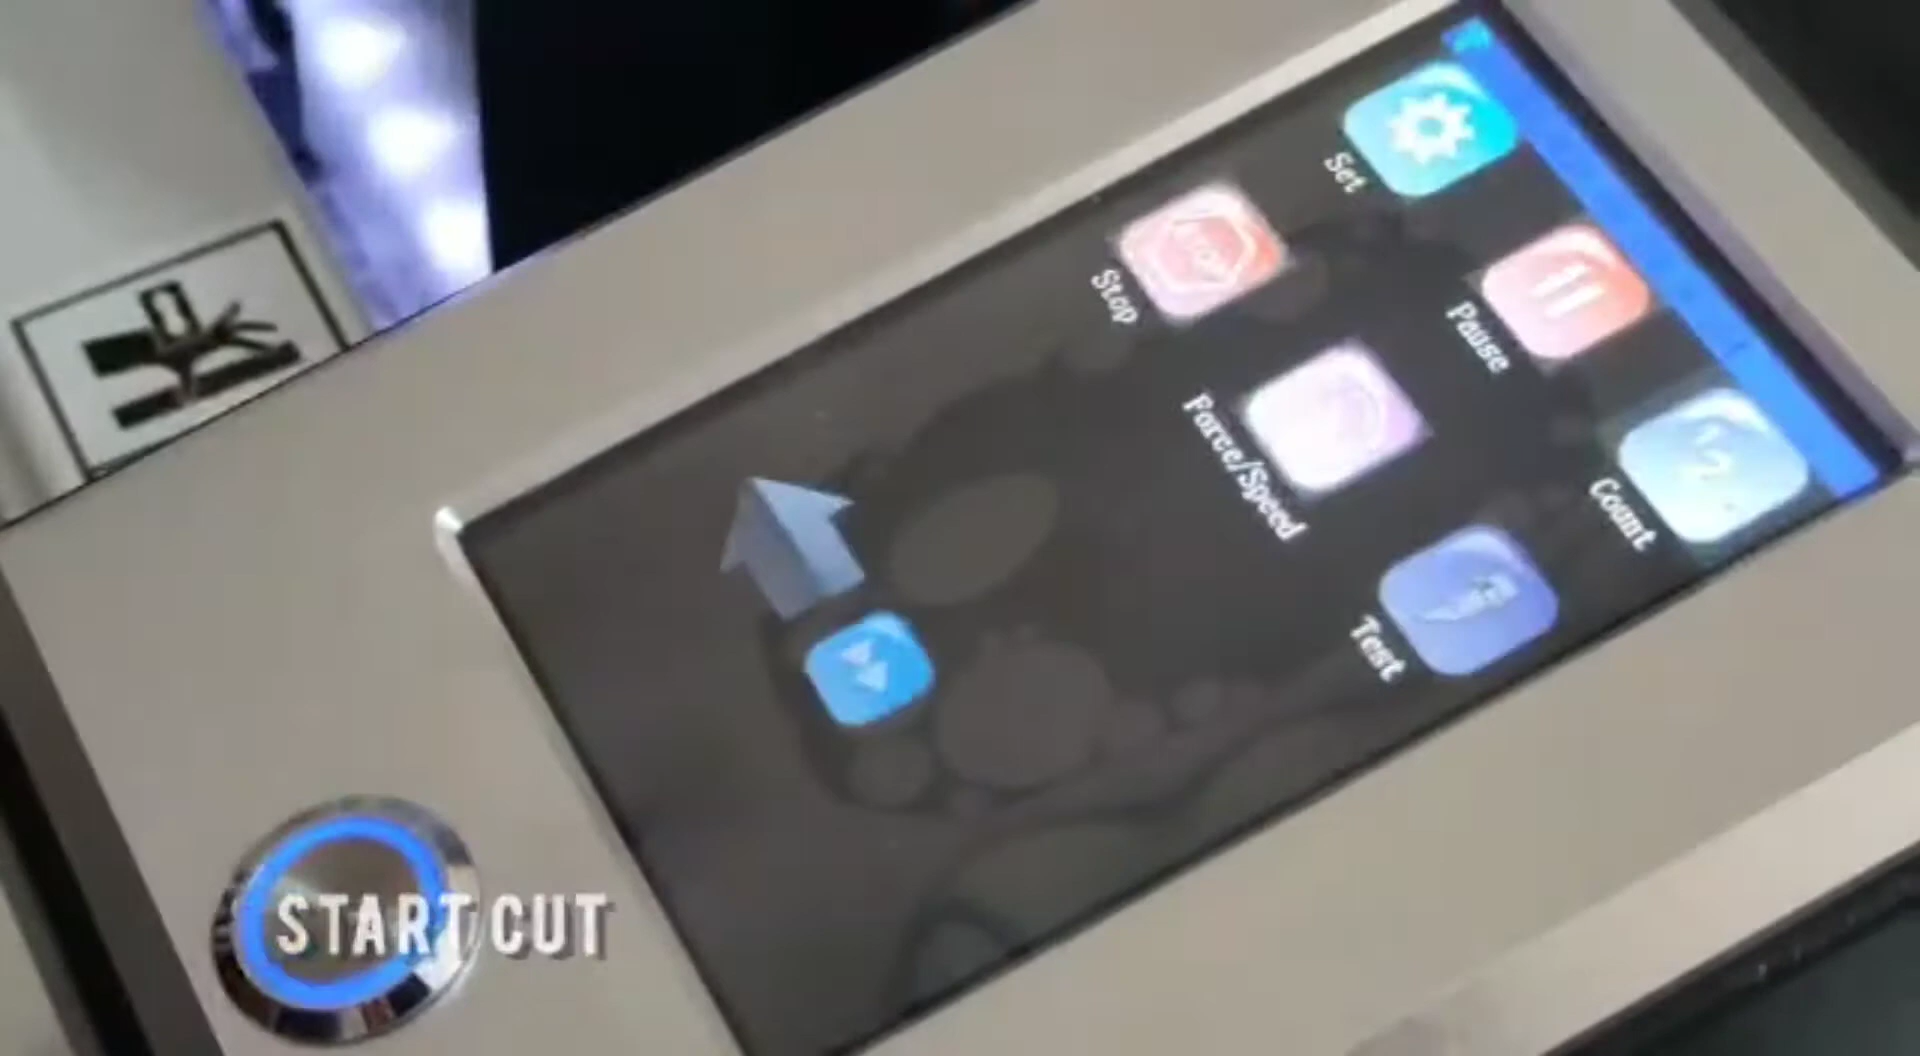 Set
Stop
Pause
Force/Speed
Count
Test
START CUT